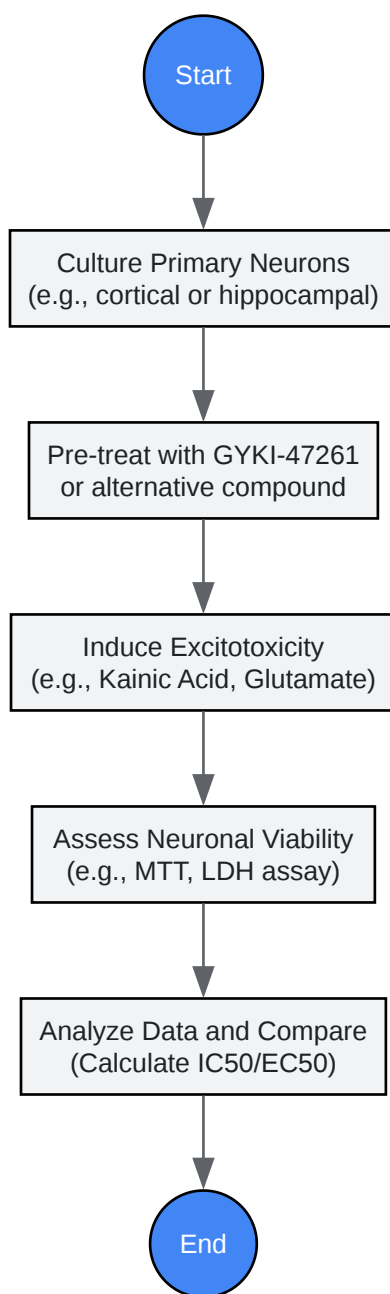 Start
Culture Primary Neurons
(e.g., cortical or hippocampal)
Pre-treat with GYKI-47261
or alternative compound
Induce Excitotoxicity
(e.g., Kainic Acid, Glutamate)
Assess Neuronal Viability
(e.g., MTT, LDH assay)
Analyze Data and Compare
(Calculate IC50/EC50)
End